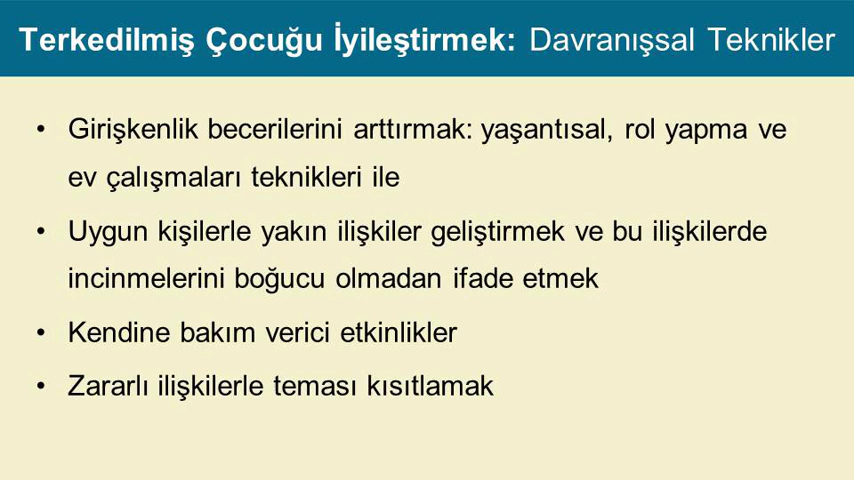 Terkedilmiş Çocuğu İyileştirmek: Davranışsal Teknikler
• Girişkenlik becerilerini arttırmak: yaşantısal, rol yapma ve
ev çalışmaları teknikleri ile
• Uygun kişilerle yakın ilişkiler geliştirmek ve bu ilişkilerde
incinmelerini boğucu olmadan ifade etmek
• Kendine bakım verici etkinlikler
• Zararlı ilişkilerle teması kısıtlamak